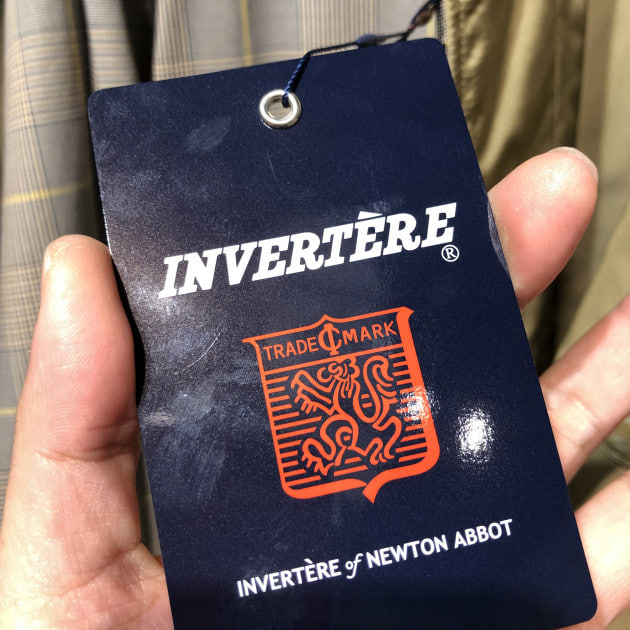 INVERTÈRE®
TRADE MARK
INVERTÈRE of NEWTON ABBOT